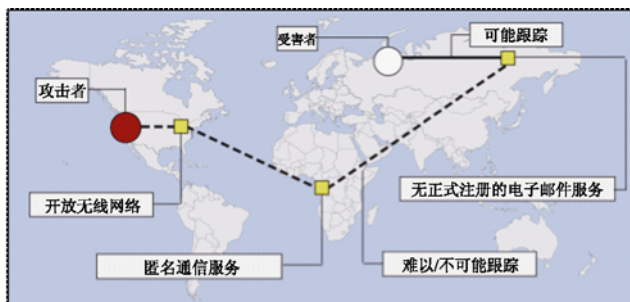 可能跟踪
受害者
攻击者
无正式注册的电子邮件服务
开放无线网络
匿名通信服务
难以/不可能跟踪